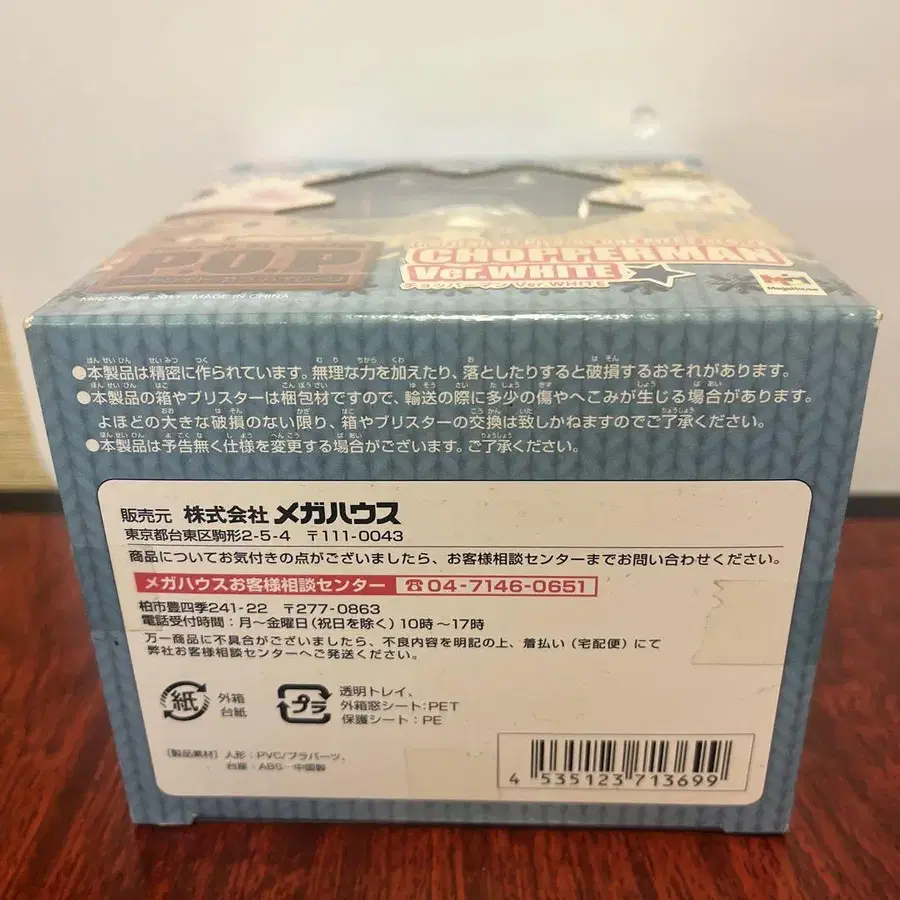 P.O.P
CHOPPERMAN
Ver.WHITE
チョッパーマン Ver.WHITE
MegaHouse
MegaHouse 2011 MADE IN CHINA
●本製品は精密に作られています。無理な力を加えたり、落としたりすると破損するおそれがあります。
●本製品の箱やブリスターは梱包材ですので、輸送の際に多少の傷やへこみが生じる場合があります。
よほどの大きな破損のない限り、箱やブリスターの交換は致しかねますのでご了承ください。
●本製品は予告無く仕様を変更する場合がございます。ご了承ください。
販売元 株式会社 メガハウス
東京都台東区駒形2-5-4 〒111-0043
商品についてお気付きの点がございましたら、お客様相談センターまでお問い合わせください。
メガハウスお客様相談センター ☎04-7146-0651
柏市豊四季241-22 〒277-0863
電話受付時間：月～金曜日(祝日を除く)10時～17時
万一商品に不具合がございましたら、不良内容を明記の上、着払い(宅配便)にて
弊社お客様相談センターへご発送ください。
紙 外箱
台紙
プラ 透明トレイ、
外箱窓シート：PET
保護シート：PE
〔製品素材〕人形：PVC/プラパーツ、
台座：ABS 中国製
4 535123 713699